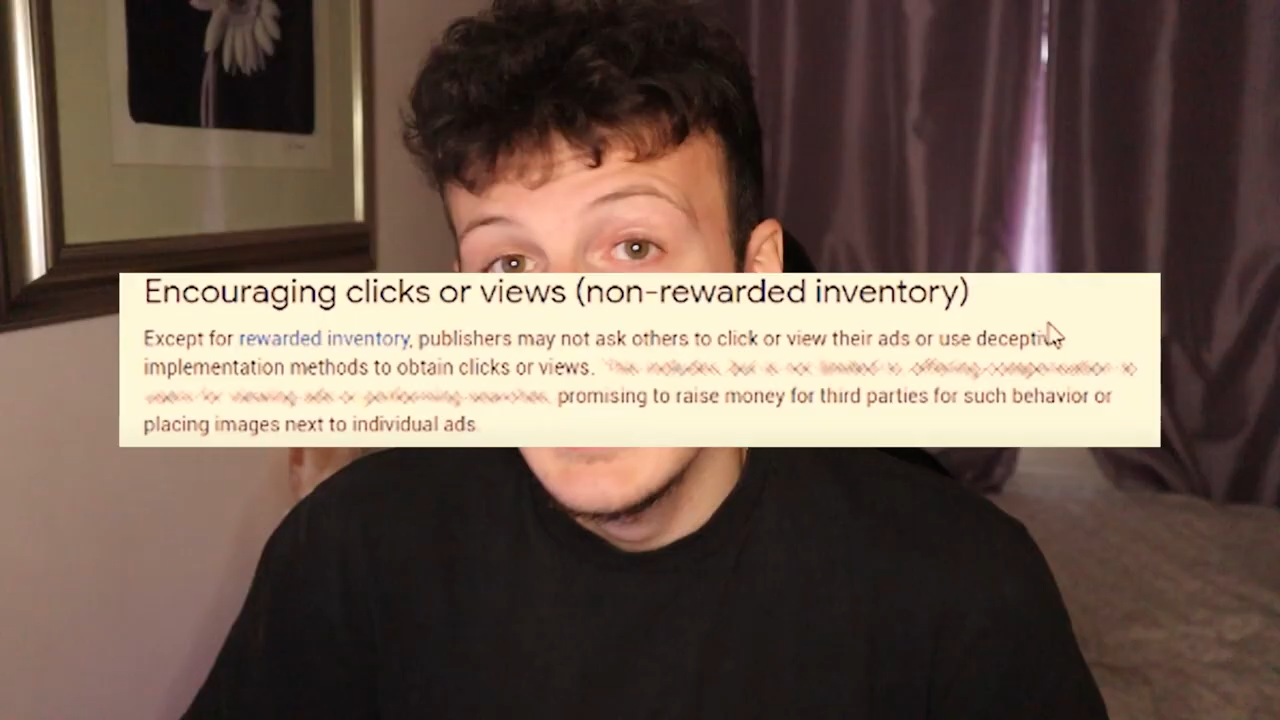 Encouraging clicks or views (non-rewarded inventory)
Except for rewarded inventory, publishers may not ask others to click or view their ads or use deceptive
implementation methods to obtain clicks or views.
promising to raise money for third parties for such behavior or
placing images next to individual ads